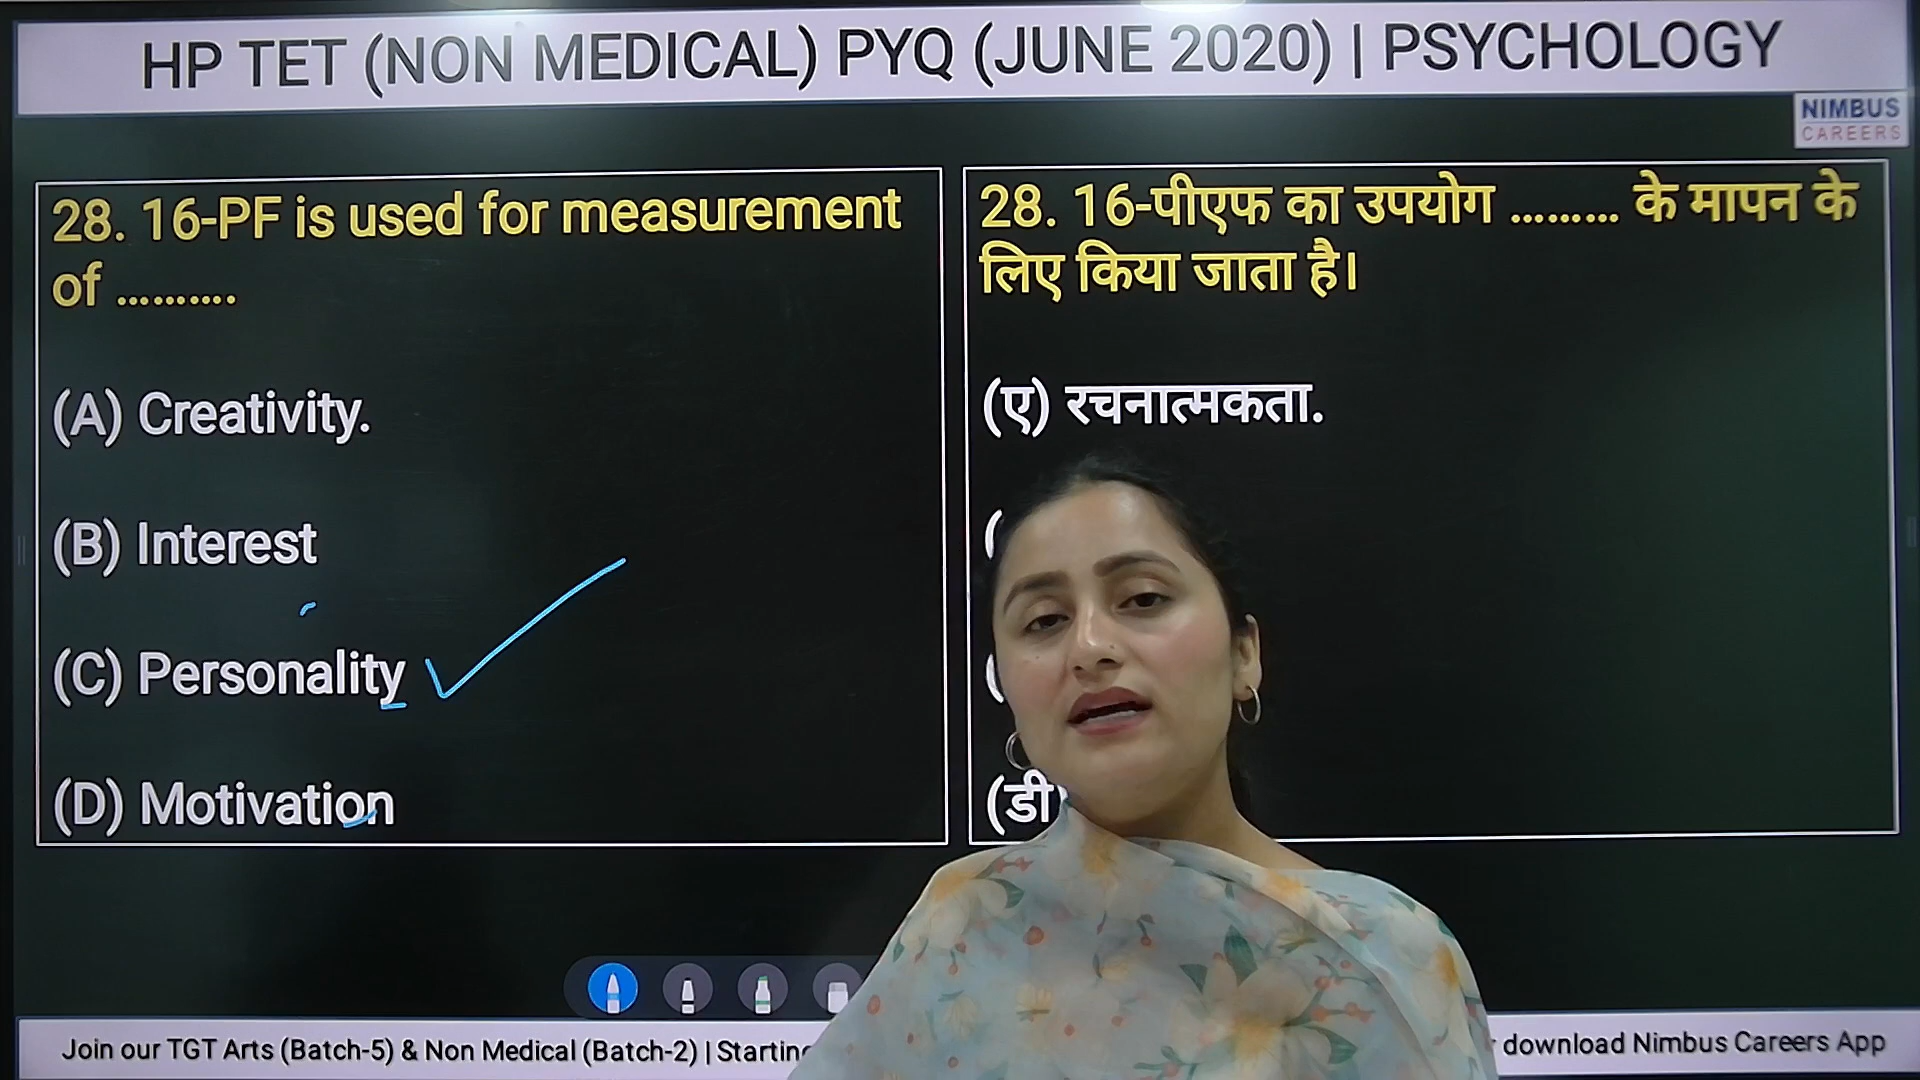 HP TET (NON MEDICAL) PYQ (JUNE 2020) | PSYCHOLOGY
NIMBUS
CAREERS
28. 16-PF is used for measurement
of ..........
(A) Creativity.
(B) Interest
(C) Personality
(D) Motivation
28. 16-पीएफ का उपयोग ......... के मापन के
लिए किया जाता है।
(ए) रचनात्मकता.
(डी)
Join our TGT Arts (Batch-5) & Non Medical (Batch-2) |
download Nimbus Careers App